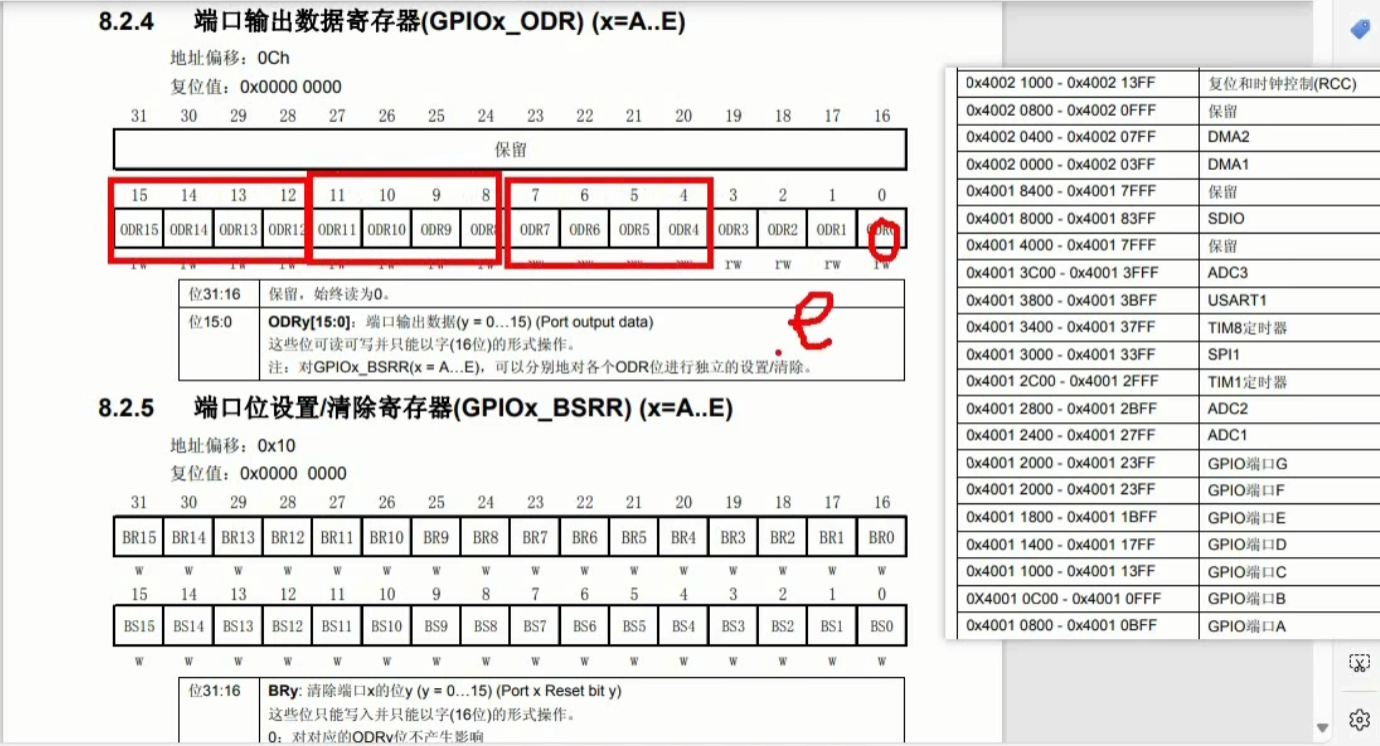 8.2.4 端口输出数据寄存器(GPIOx_ODR) (x=A..E)
地址偏移：0Ch
复位值：0x0000 0000
31 30 29 28 27 26 25 24 23 22 21 20 19 18 17 16
保留
15 14 13 12 11 10 9 8 7 6 5 4 3 2 1 0
ODR15 ODR14 ODR13 ODR12 ODR11 ODR10 ODR9 ODR8 ODR7 ODR6 ODR5 ODR4 ODR3 ODR2 ODR1
rw rw rw rw
位31:16 保留，始终读为0。
位15:0 ODRy[15:0]：端口输出数据(y = 0…15) (Port output data)
这些位可读可写并只能以字(16位)的形式操作。
注：对GPIOx_BSRR(x = A…E)，可以分别地对各个ODR位进行独立的设置/清除。
e
8.2.5 端口位设置/清除寄存器(GPIOx_BSRR) (x=A..E)
地址偏移：0x10
复位值：0x0000 0000
31 30 29 28 27 26 25 24 23 22 21 20 19 18 17 16
BR15 BR14 BR13 BR12 BR11 BR10 BR9 BR8 BR7 BR6 BR5 BR4 BR3 BR2 BR1 BR0
w w w w w w w w w w w w w w w w
15 14 13 12 11 10 9 8 7 6 5 4 3 2 1 0
BS15 BS14 BS13 BS12 BS11 BS10 BS9 BS8 BS7 BS6 BS5 BS4 BS3 BS2 BS1 BS0
w w w w w w w w w w w w w w w w
位31:16 BRy: 清除端口x的位y (y = 0…15) (Port x Reset bit y)
这些位只能写入并只能以字(16位)的形式操作。
0：对对应的ODRy位不产生影响
0x4002 1000 - 0x4002 13FF 复位和时钟控制(RCC)
0x4002 0800 - 0x4002 0FFF 保留
0x4002 0400 - 0x4002 07FF DMA2
0x4002 0000 - 0x4002 03FF DMA1
0x4001 8400 - 0x4001 7FFF 保留
0x4001 8000 - 0x4001 83FF SDIO
0x4001 4000 - 0x4001 7FFF 保留
0x4001 3C00 - 0x4001 3FFF ADC3
0x4001 3800 - 0x4001 3BFF USART1
0x4001 3400 - 0x4001 37FF TIM8定时器
0x4001 3000 - 0x4001 33FF SPI1
0x4001 2C00 - 0x4001 2FFF TIM1定时器
0x4001 2800 - 0x4001 2BFF ADC2
0x4001 2400 - 0x4001 27FF ADC1
0x4001 2000 - 0x4001 23FF GPIO端口G
0x4001 2000 - 0x4001 23FF GPIO端口F
0x4001 1800 - 0x4001 1BFF GPIO端口E
0x4001 1400 - 0x4001 17FF GPIO端口D
0x4001 1000 - 0x4001 13FF GPIO端口C
0X4001 0C00 - 0x4001 0FFF GPIO端口B
0x4001 0800 - 0x4001 0BFF GPIO端口A